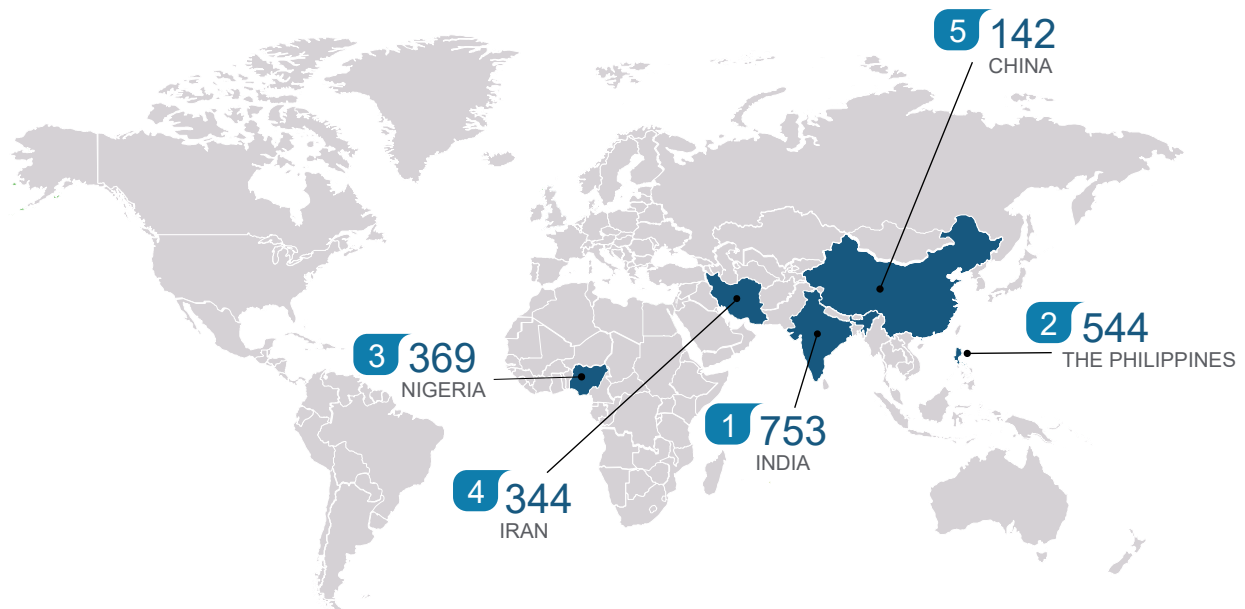 5 142
CHINA
2 544
THE PHILIPPINES
3 369
NIGERIA
1 753
INDIA
4 344
IRAN